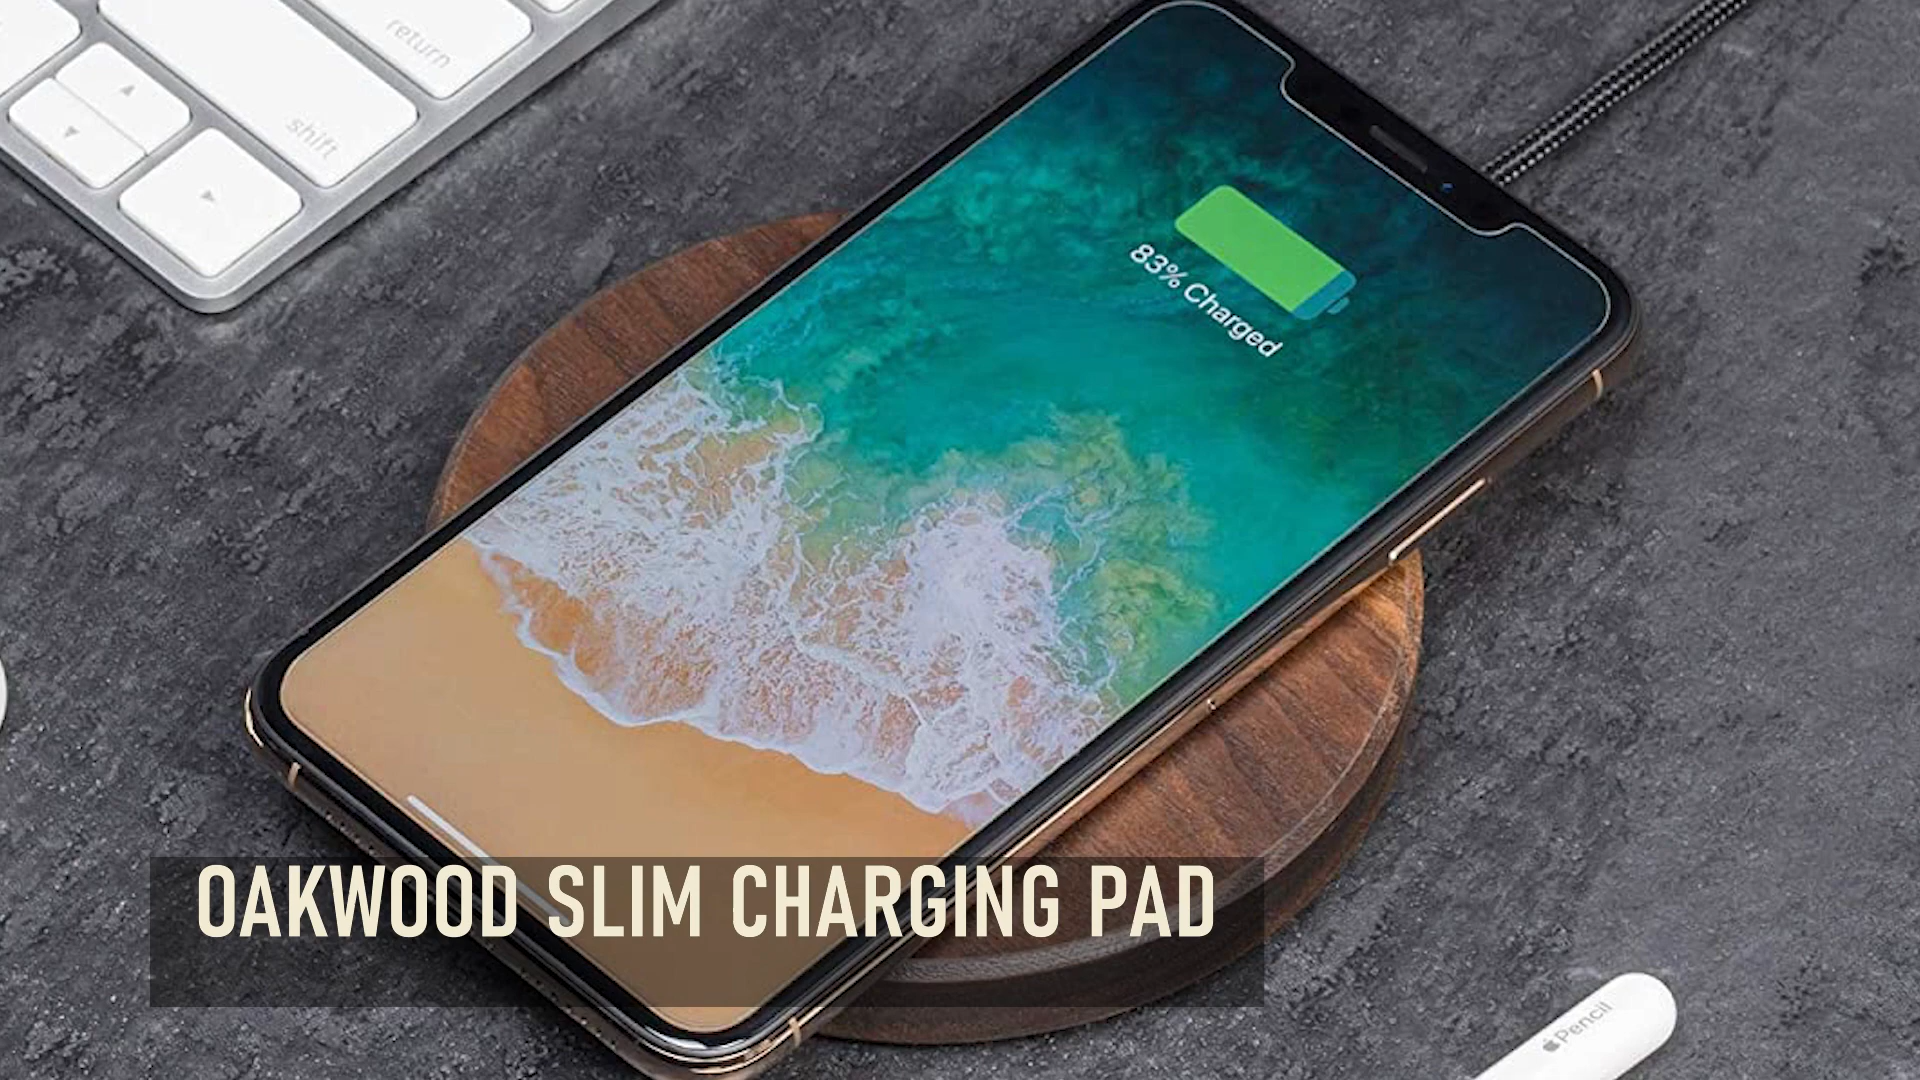 return
shift
83% Charged
OAKWOOD SLIM CHARGING PAD
Pencil